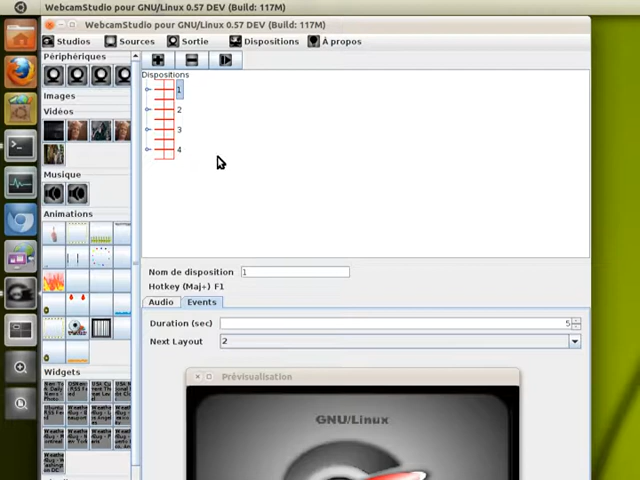 WebcamStudio pour GNU/Linux 0.57 DEV (Build: 117M)
WebcamStudio pour GNU/Linux 0.57 DEV (Build: 117M)
Studios Sources Sortie Dispositions À propos
Périphériques
Images
Vidéos
Musique
Animations
Widgets
Dispositions
1
2
3
4
Nom de disposition 1
Hotkey (Maj+) F1
Audio Events
Duration (sec) 5
Next Layout 2
Prévisualisation
GNU/Linux